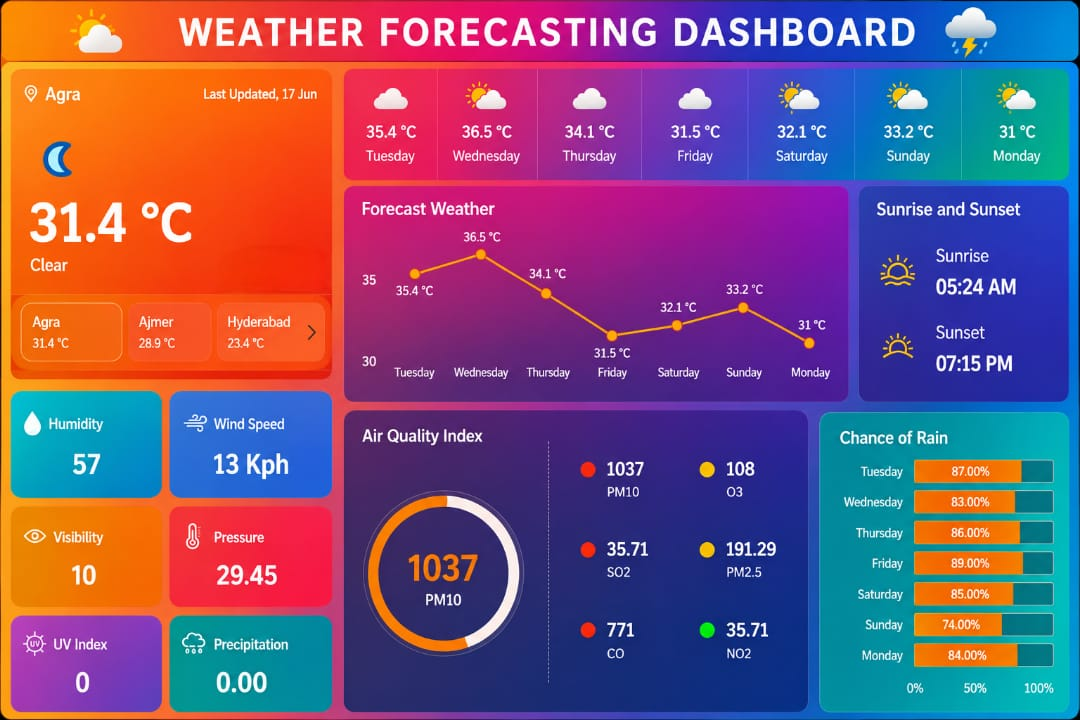 WEATHER FORECASTING DASHBOARD
Agra
Last Updated, 17 Jun
31.4 °C
Clear
Agra
31.4 °C
Ajmer
28.9 °C
Hyderabad
23.4 °C
35.4 °C
Tuesday
36.5 °C
Wednesday
34.1 °C
Thursday
31.5 °C
Friday
32.1 °C
Saturday
33.2 °C
Sunday
31 °C
Monday
Forecast Weather
35
30
35.4 °C
36.5 °C
34.1 °C
31.5 °C
32.1 °C
33.2 °C
31 °C
Tuesday
Wednesday
Thursday
Friday
Saturday
Sunday
Monday
Sunrise and Sunset
Sunrise
05:24 AM
Sunset
07:15 PM
Humidity
57
Wind Speed
13 Kph
Visibility
10
Pressure
29.45
UV
UV Index
0
Precipitation
0.00
Air Quality Index
1037
PM10
1037
PM10
108
O3
35.71
SO2
191.29
PM2.5
771
CO
35.71
NO2
Chance of Rain
Tuesday 87.00%
Wednesday 83.00%
Thursday 86.00%
Friday 89.00%
Saturday 85.00%
Sunday 74.00%
Monday 84.00%
0% 50% 100%